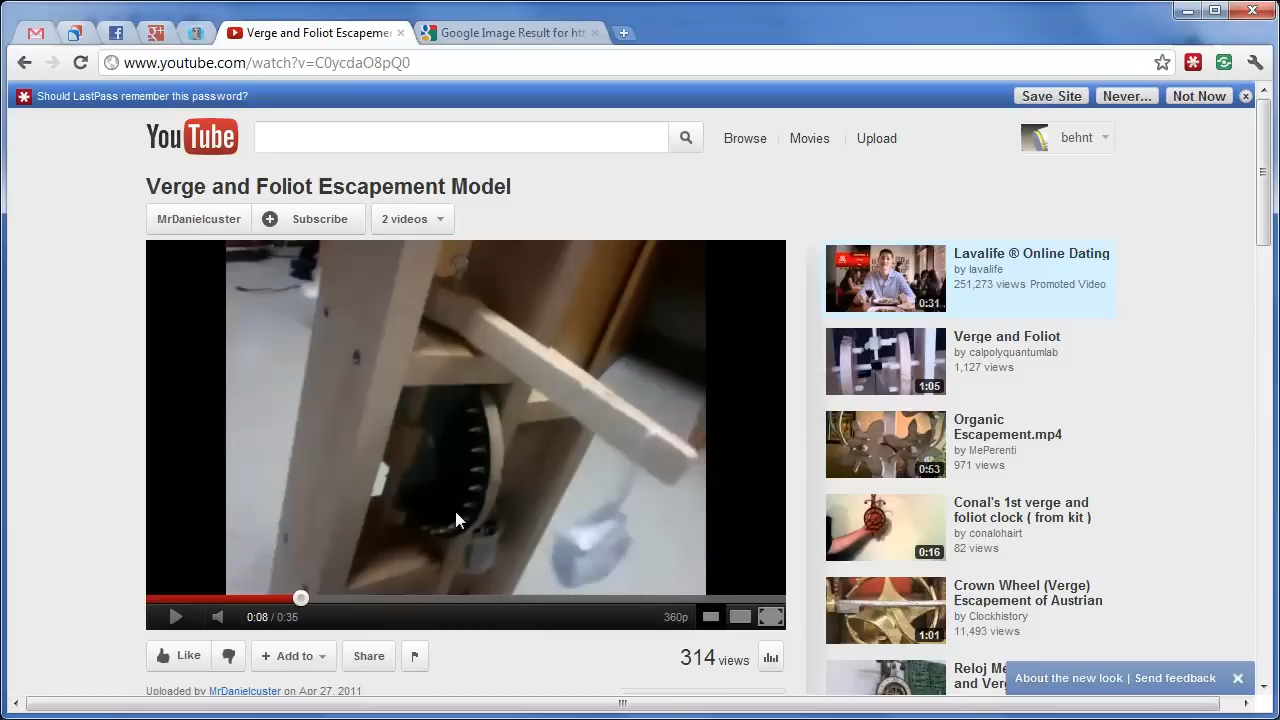 Verge and Foliot Escapeme
Google Image Result for htt
www.youtube.com/watch?v=C0ycdaO8pQ0
Should LastPass remember this password?
Save Site
Never...
Not Now
YouTube
Browse
Movies
Upload
behnt
Verge and Foliot Escapement Model
MrDanielcuster
Subscribe
2 videos
0:08 / 0:35
360p
Like
Add to
Share
314 views
Uploaded by MrDanielcuster on Apr 27, 2011
Lavalife ® Online Dating
by lavalife
251,273 views Promoted Video
0:31
Verge and Foliot
by calpolyquantumlab
1,127 views
1:05
Organic
Escapement.mp4
by MePerenti
971 views
0:53
Conal's 1st verge and
foliot clock ( from kit )
by conalohairt
82 views
0:16
Crown Wheel (Verge)
Escapement of Austrian
by Clockhistory
11,493 views
1:01
Reloj Me
and Verg
About the new look | Send feedback